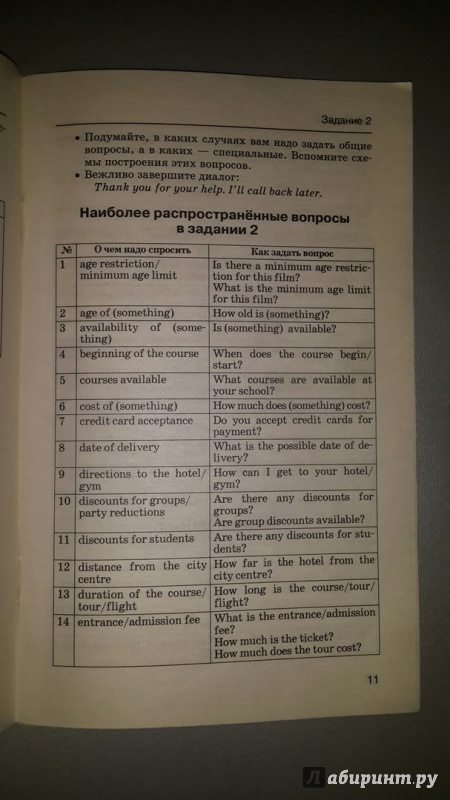 Задание 2
• Подумайте, в каких случаях вам надо задать общие
вопросы, а в каких — специальные. Вспомните схе-
мы построения этих вопросов.
• Вежливо завершите диалог:
Thank you for your help. I'll call back later.
Наиболее распространённые вопросы
в задании 2
№ О чем надо спросить Как задать вопрос
1 age restriction/ Is there a minimum age restric-
minimum age limit tion for this film?
What is the minimum age limit
for this film?
2 age of (something) How old is (something)?
3 availability of (some- Is (something) available?
thing)
4 beginning of the course When does the course begin/
start?
5 courses available What courses are available at
your school?
6 cost of (something) How much does (something) cost?
7 credit card acceptance Do you accept credit cards for
payment?
8 date of delivery What is the possible date of de-
livery?
9 directions to the hotel/ How can I get to your hotel/
gym gym?
10 discounts for groups/ Are there any discounts for
party reductions groups?
Are group discounts available?
11 discounts for students Are there any discounts for stu-
dents?
12 distance from the city How far is the hotel from the
centre city centre?
13 duration of the course/ How long is the course/tour/
tour/flight flight?
14 entrance/admission fee What is the entrance/admission
fee?
How much is the ticket?
How much does the tour cost?
11
Лабиринт.ру